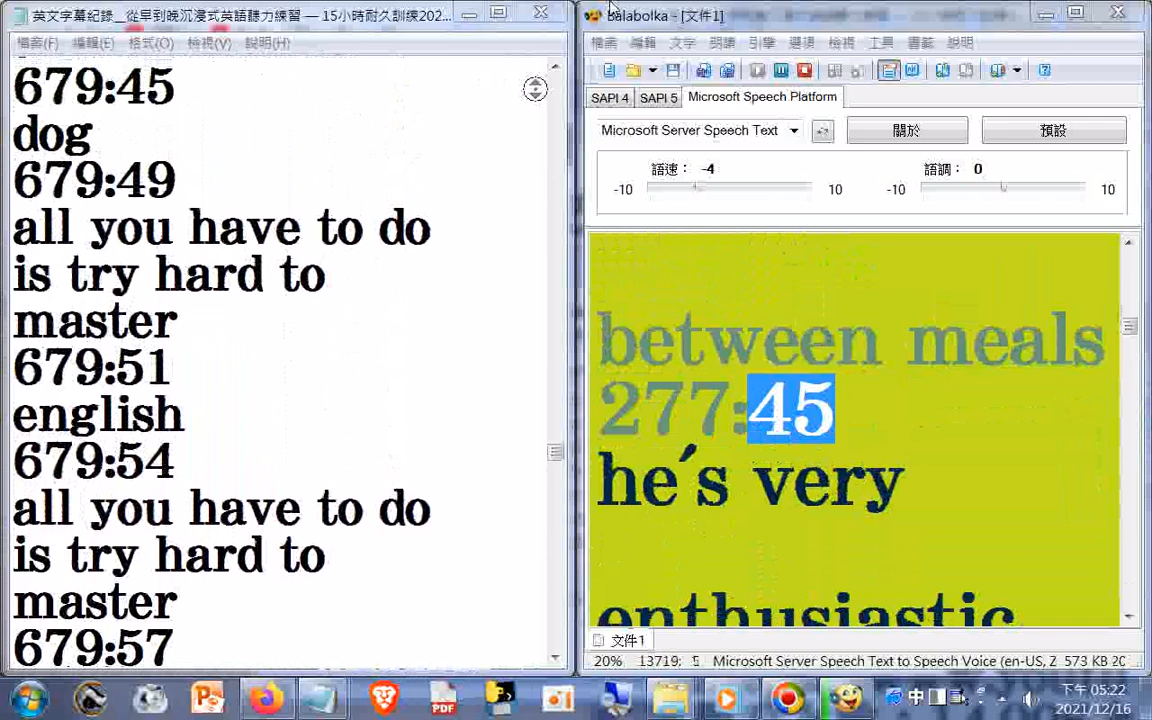 英文字幕紀錄__從早到晚沉浸式英語聽力練習 — 15小時耐久訓練202...
檔案(F) 編輯(E) 格式(O) 檢視(V) 說明(H)
679:45
dog
679:49
all you have to do
is try hard to
master
679:51
english
679:54
all you have to do
is try hard to
master
679:57
balabolka - [文件1]
檔案 編輯 文字 朗讀 引擎 選項 檢視 工具 書籤 說明
SAPI 4 SAPI 5 Microsoft Speech Platform
Microsoft Server Speech Text 關於 預設
語速： -4 語調： 0
-10 10 -10 10
between meals
277:45
he's very
enthusiastic
文件1
20% 13719: Microsoft Server Speech Text to Speech Voice (en-US, Z 573 KB 20
PDF 中 下午 05:22
2021/12/16